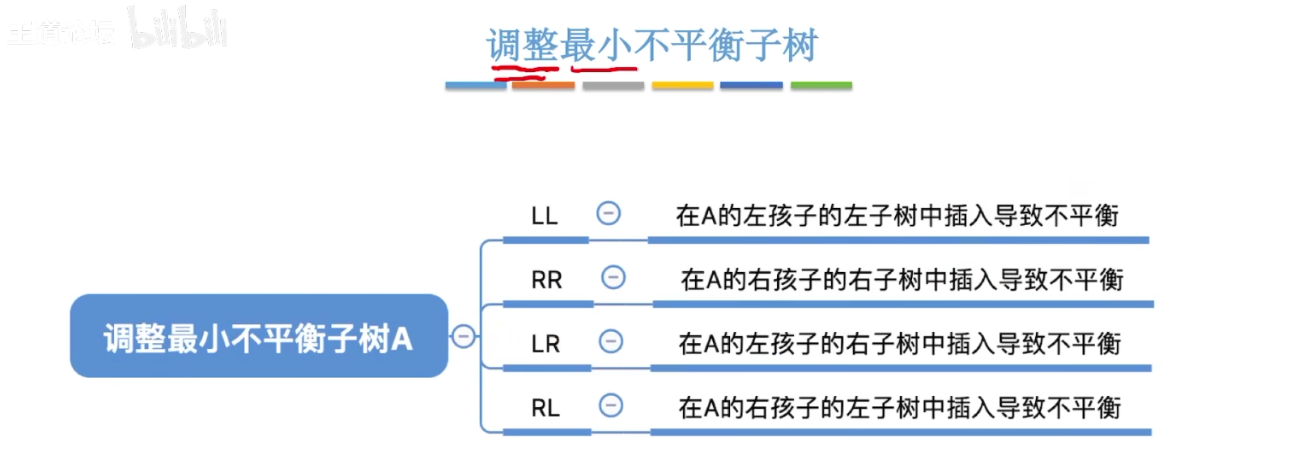 王道论坛 bilibili
调整最小不平衡子树
LL 在A的左孩子的左子树中插入导致不平衡
RR 在A的右孩子的右子树中插入导致不平衡
调整最小不平衡子树A
LR 在A的左孩子的右子树中插入导致不平衡
RL 在A的右孩子的左子树中插入导致不平衡